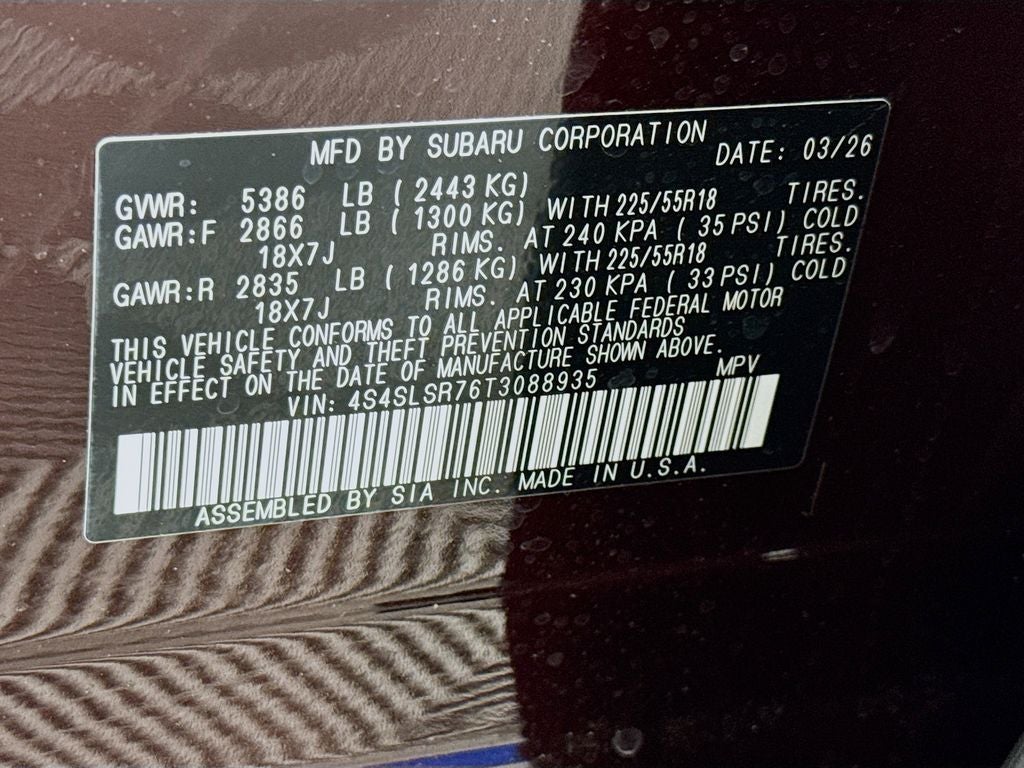 MFD BY SUBARU CORPORATION DATE: 03/26
GVWR: 5386 LB ( 2443 KG)
GAWR:F 2866 LB ( 1300 KG) WITH 225/55R18 TIRES.
18X7J RIMS. AT 240 KPA ( 35 PSI) COLD
GAWR:R 2835 LB ( 1286 KG) WITH 225/55R18 TIRES.
18X7J RIMS. AT 230 KPA ( 33 PSI) COLD
THIS VEHICLE CONFORMS TO ALL APPLICABLE FEDERAL MOTOR
VEHICLE SAFETY AND THEFT PREVENTION STANDARDS
IN EFFECT ON THE DATE OF MANUFACTURE SHOWN ABOVE.
VIN: 4S4SLSR76T3088935 MPV
ASSEMBLED BY SIA INC. MADE IN U.S.A.